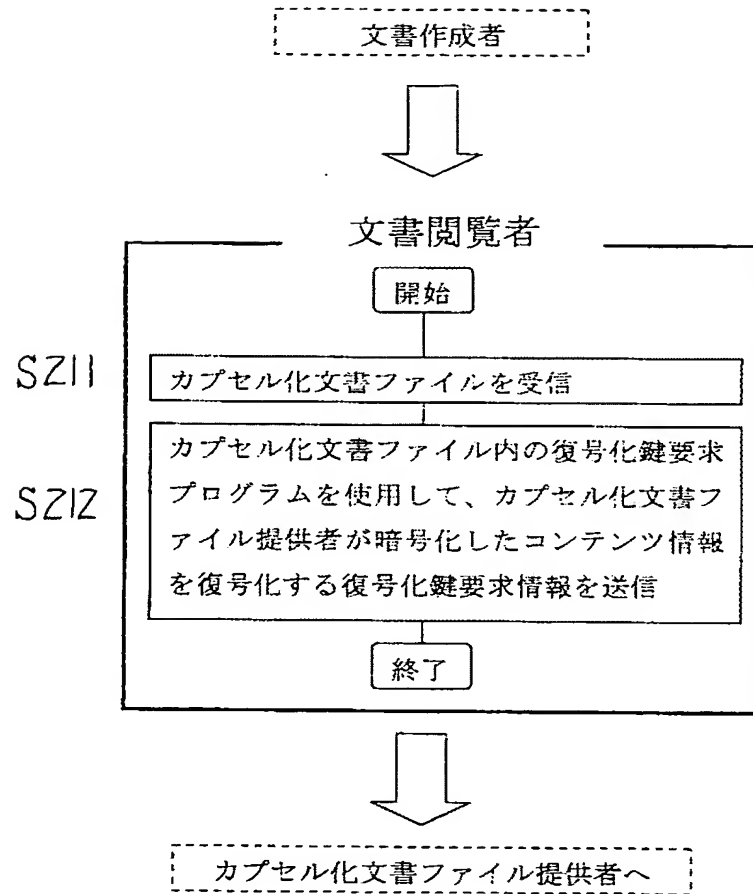 文書作成者
文書閲覧者
開始
S211
カプセル化文書ファイルを受信
S212
カプセル化文書ファイル内の復号化鍵要求
プログラムを使用して、カプセル化文書フ
ァイル提供者が暗号化したコンテンツ情報
を復号化する復号化鍵要求情報を送信
終了
カプセル化文書ファイル提供者へ